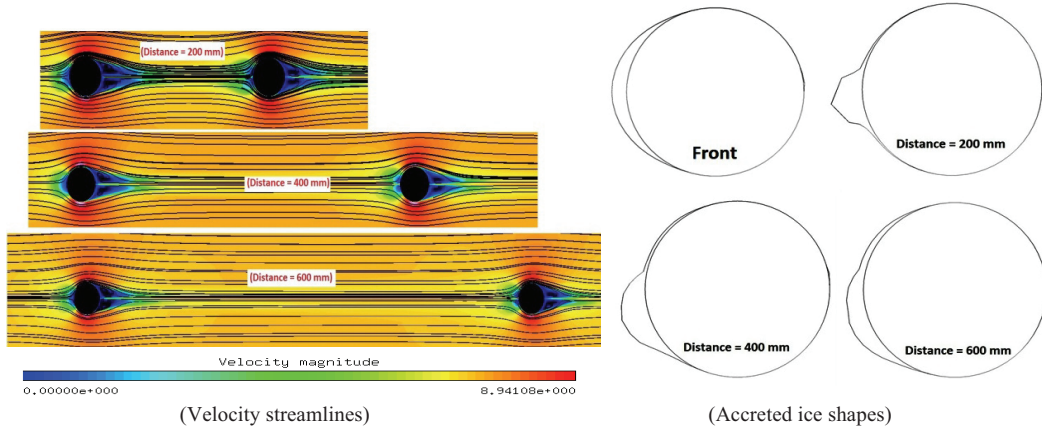 (Distance = 200 mm)
(Distance = 400 mm)
(Distance = 600 mm)
Velocity magnitude
0.00000e+000
8.94108e+000
(Velocity streamlines)
Front
Distance = 200 mm
Distance = 400 mm
Distance = 600 mm
(Accreted ice shapes)